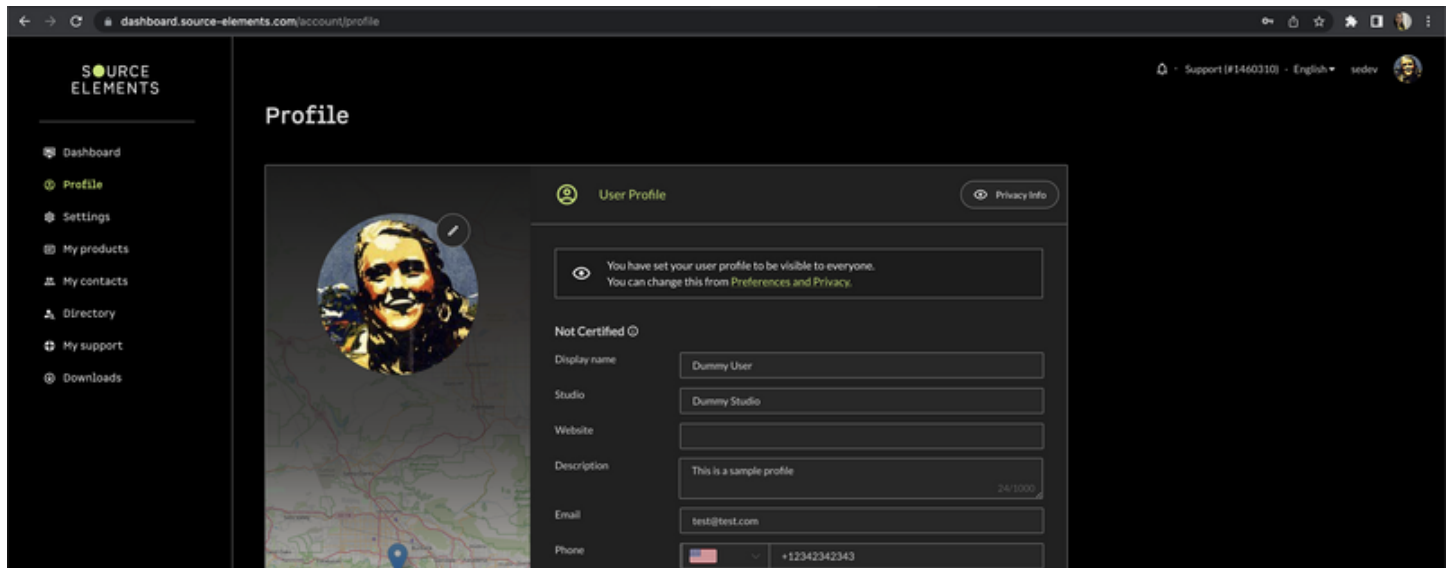 dashboard.source-elements.com/account/profile
SOURCE
ELEMENTS
Support (#1460310) - English▾ sedev
Profile
Dashboard
Profile
Settings
My products
My contacts
Directory
My support
Downloads
User Profile
Privacy Info
You have set your user profile to be visible to everyone.
You can change this from Preferences and Privacy.
Not Certified
Display name
Dummy User
Studio
Dummy Studio
Website
Description
This is a sample profile
24/1000
Email
test@test.com
Phone
+12342342343